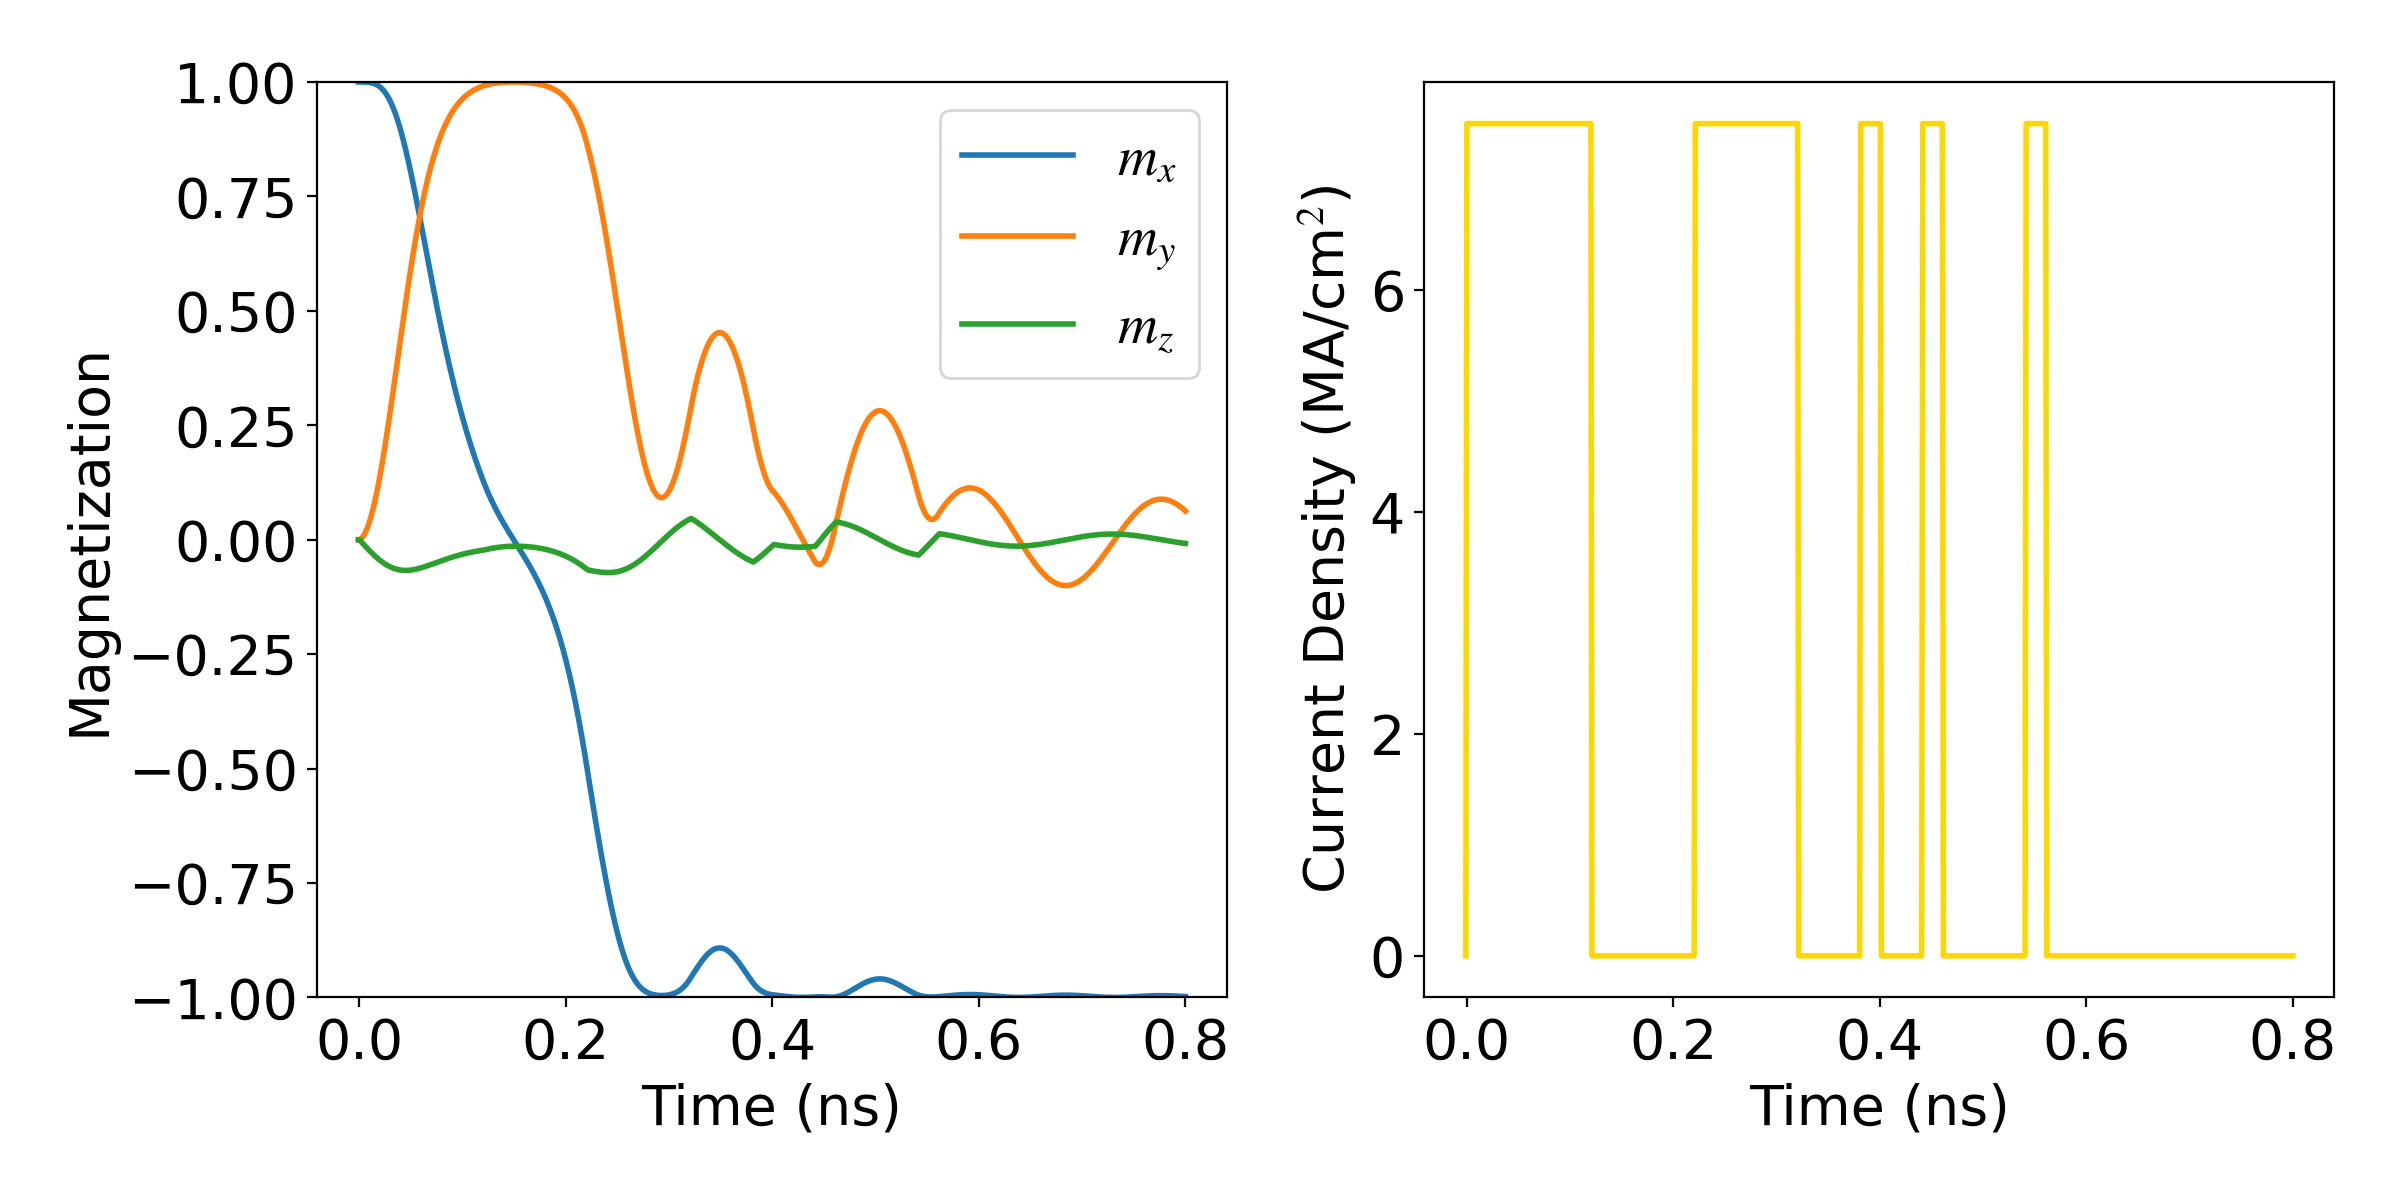 Magnetization
1.00
0.75
0.50
0.25
0.00
−0.25
−0.50
−0.75
−1.00
0.0 0.2 0.4 0.6 0.8
Time (ns)
m_x
m_y
m_z
Current Density (MA/cm²)
6
4
2
0
0.0 0.2 0.4 0.6 0.8
Time (ns)